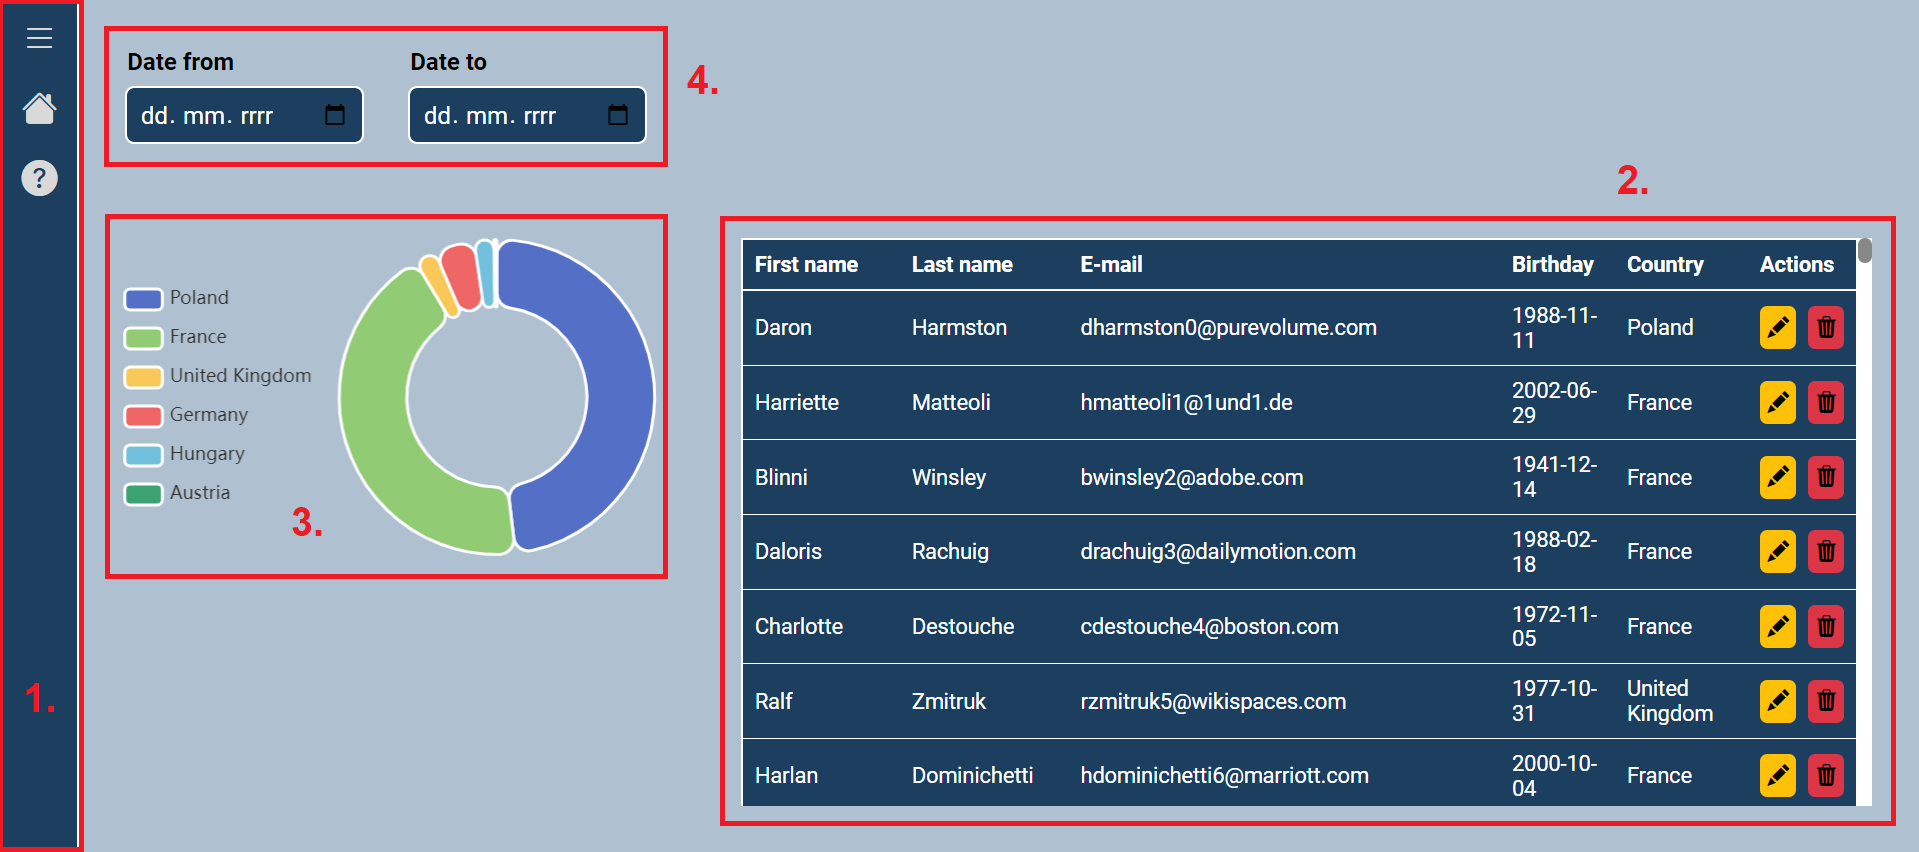 1.
?
Date from
Date to
dd. mm. rrrr
dd. mm. rrrr
4.
Poland
France
United Kingdom
Germany
Hungary
Austria
3.
2.
First name Last name E-mail Birthday Country Actions
Daron Harmston dharmston0@purevolume.com 1988-11-
11 Poland
Harriette Matteoli hmatteoli1@1und1.de 2002-06-
29 France
Blinni Winsley bwinsley2@adobe.com 1941-12-
14 France
Daloris Rachuig drachuig3@dailymotion.com 1988-02-
18 France
Charlotte Destouche cdestouche4@boston.com 1972-11-
05 France
Ralf Zmitruk rzmitruk5@wikispaces.com 1977-10-
31 United
Kingdom
Harlan Dominichetti hdominichetti6@marriott.com 2000-10-
04 France